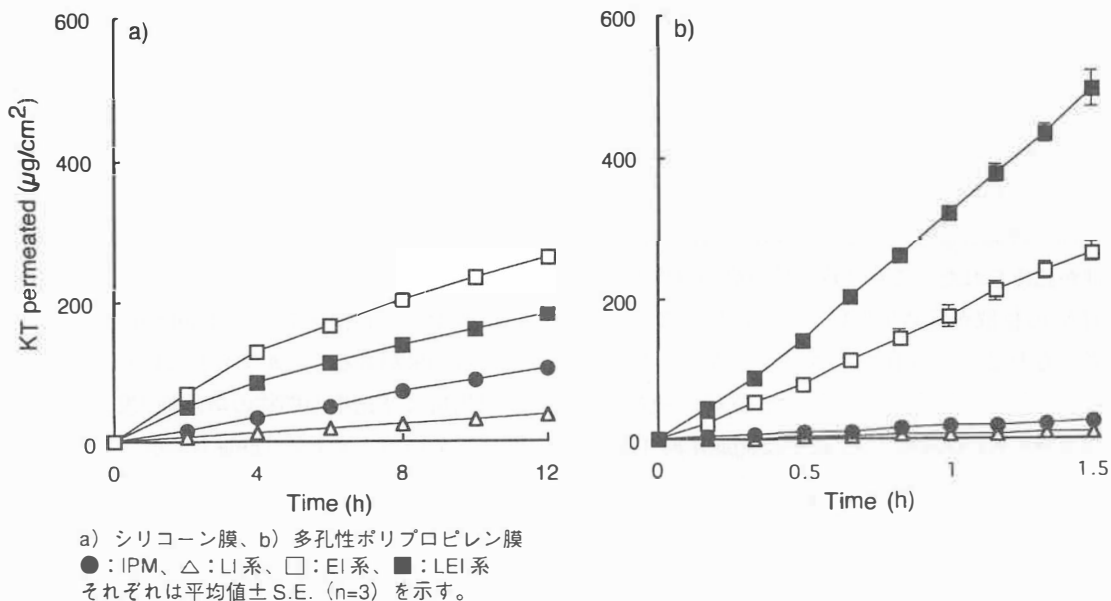 a)
600
400
200
0
KT permeated (μg/cm²)
0 4 8 12
Time (h)
b)
600
400
200
0
0 0.5 1 1.5
Time (h)
a) シリコーン膜、b) 多孔性ポリプロピレン膜
●：IPM、△：LI系、□：EI系、■：LEI系
それぞれは平均値±S.E.（n=3）を示す。